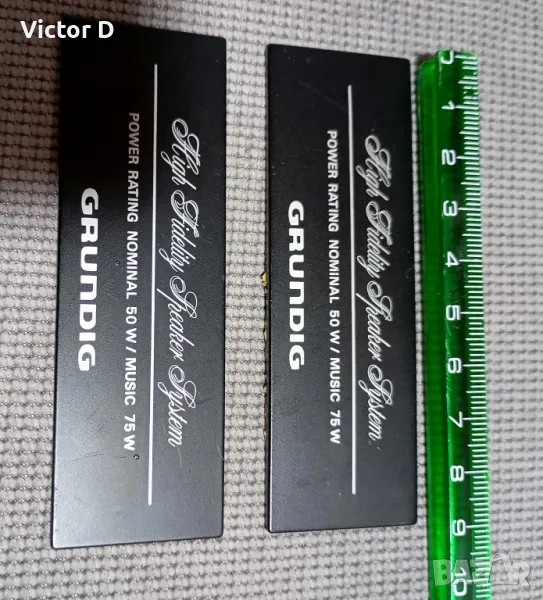 Victor D
High Fidelity Speaker System
POWER RATING NOMINAL 50 W / MUSIC 75 W
GRUNDIG
High Fidelity Speaker System
POWER RATING NOMINAL 50 W / MUSIC 75 W
GRUNDIG
0 1 2 3 4 5 6 7 8 9 10
BAZAR